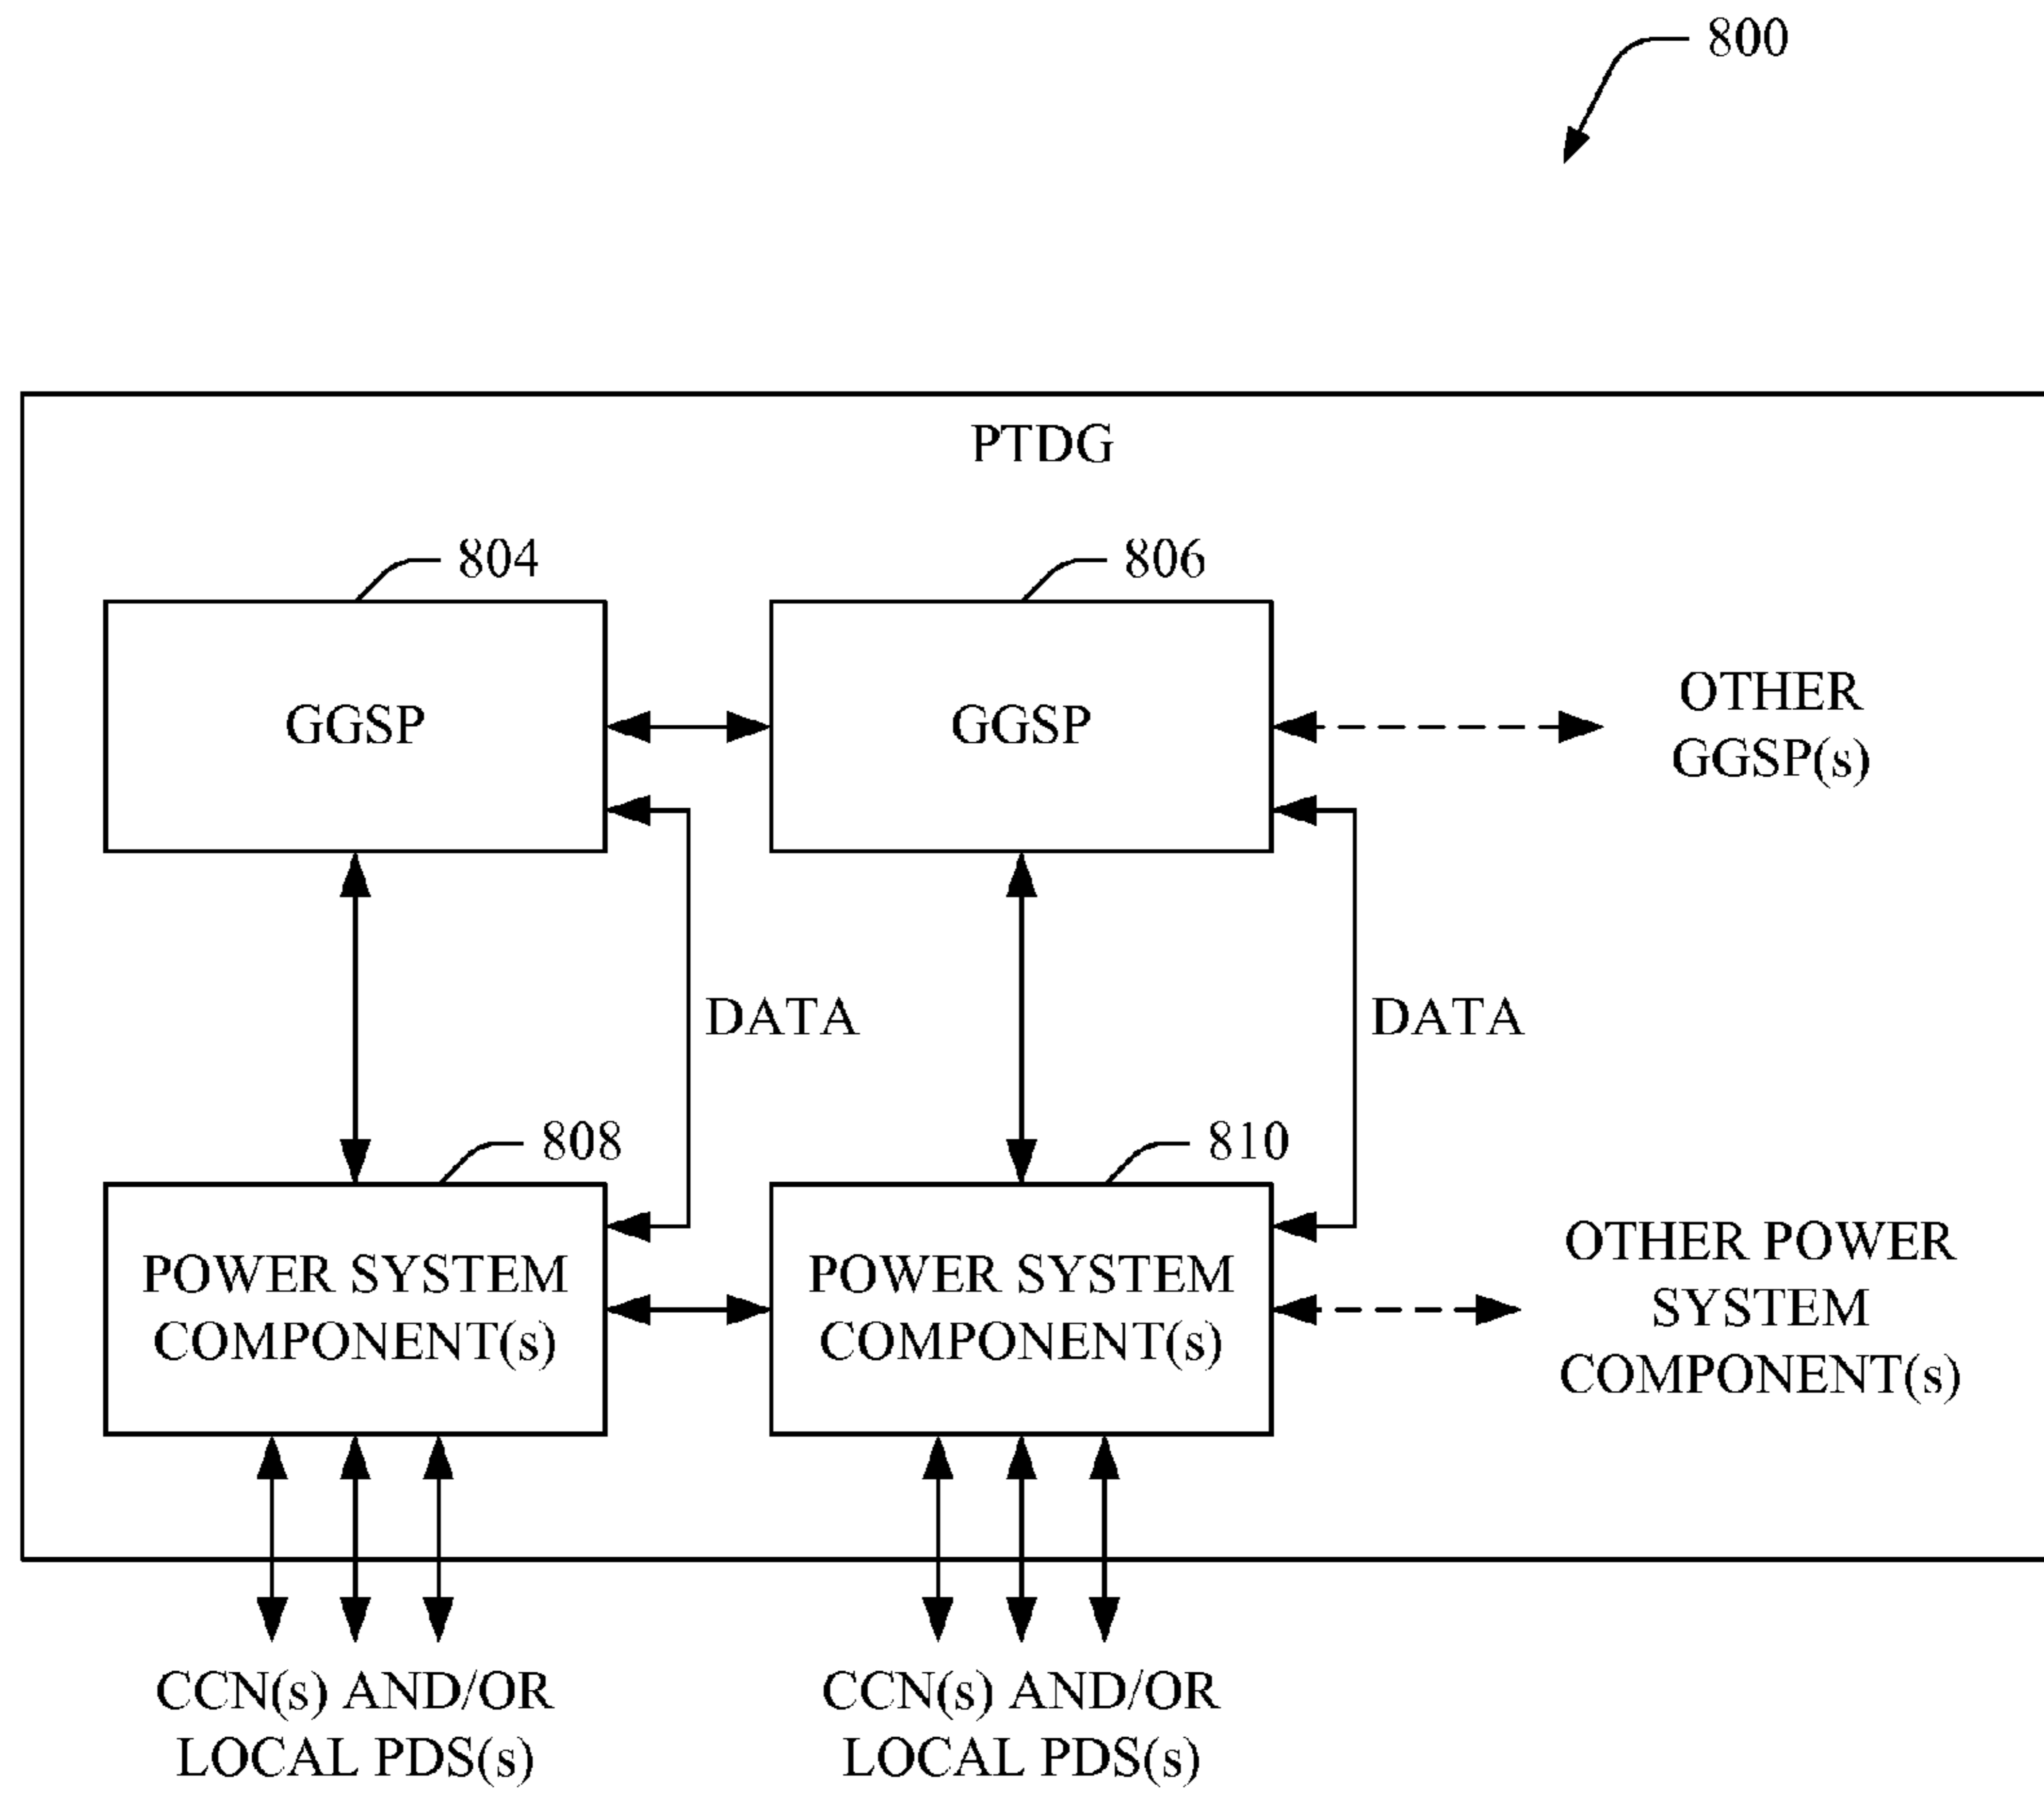 800
PTDG
804
806
GGSP
GGSP
OTHER
GGSP(s)
DATA
DATA
808
810
POWER SYSTEM
COMPONENT(s)
POWER SYSTEM
COMPONENT(s)
OTHER POWER
SYSTEM
COMPONENT(s)
CCN(s) AND/OR
LOCAL PDS(s)
CCN(s) AND/OR
LOCAL PDS(s)